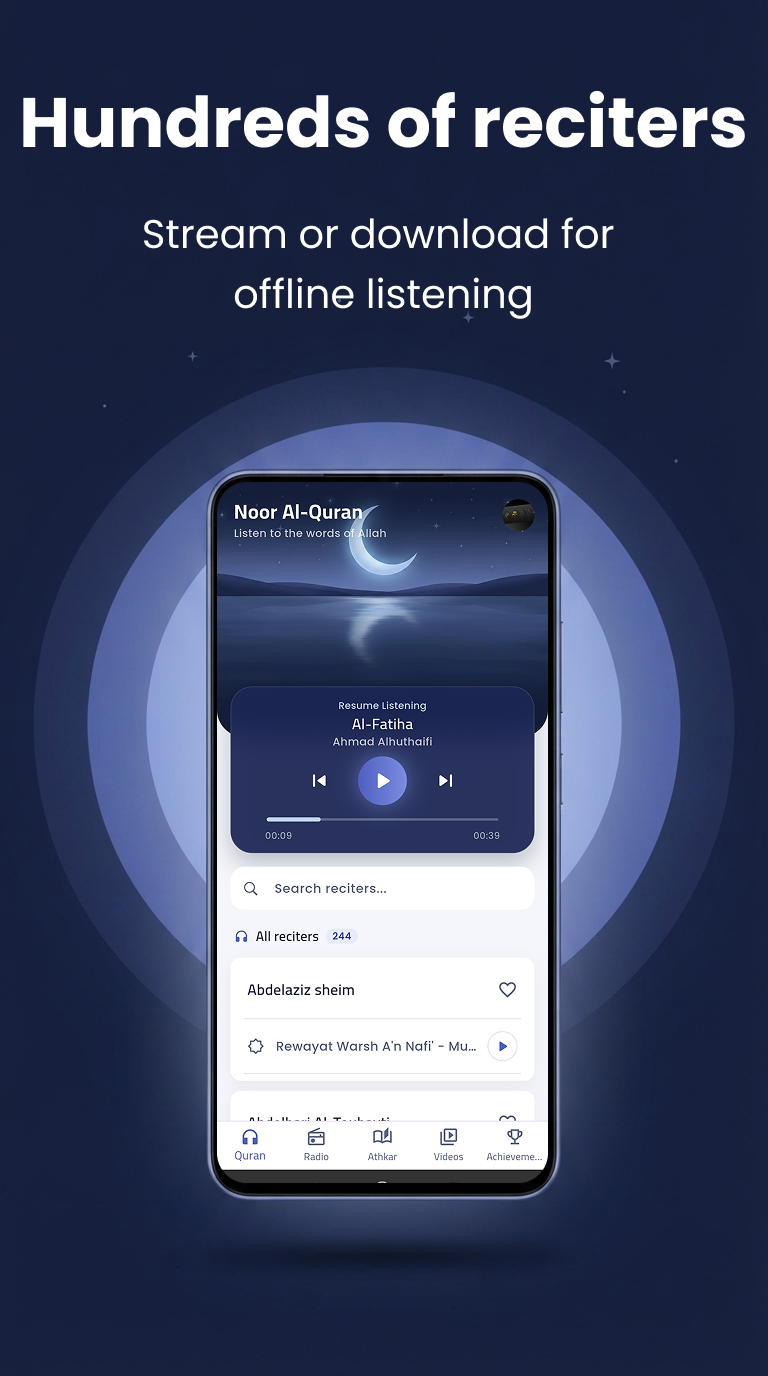 Hundreds of reciters
Stream or download for
offline listening
Noor Al-Quran
Listen to the words of Allah
Resume Listening
Al-Fatiha
Ahmad Alhuthaifi
00:09
00:39
Search reciters...
All reciters 244
Abdelaziz sheim
Rewayat Warsh A'n Nafi' - Mu...
Quran
Radio
Athkar
Videos
Achieveme...